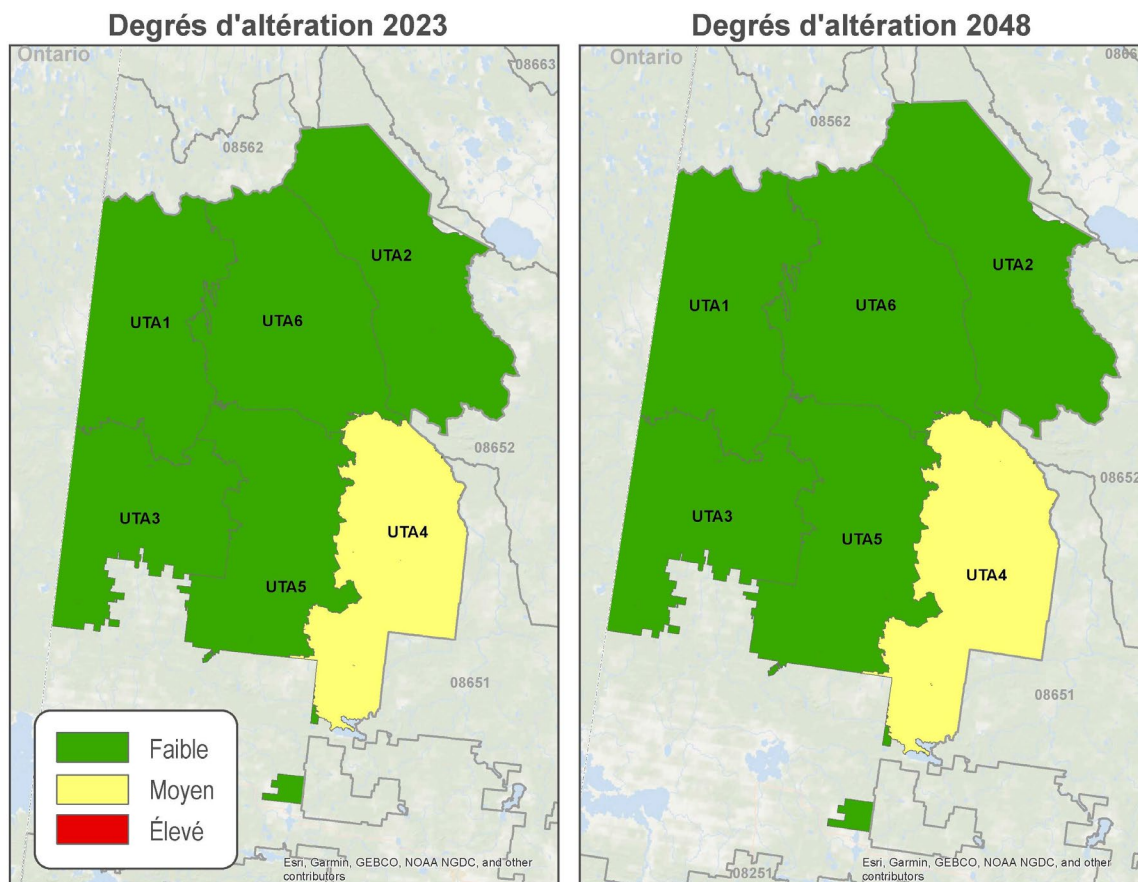 Degrés d'altération 2023
Ontario
08663
08562
UTA2
UTA1
UTA6
08652
UTA3
UTA4
UTA5
08651
Faible
Moyen
Élevé
Esri, Garmin, GEBCO, NOAA NGDC, and other
contributors
Degrés d'altération 2048
Ontario
0866
08562
UTA2
UTA1
UTA6
08652
UTA3
UTA5
UTA4
08651
08251
Esri, Garmin, GEBCO, NOAA NGDC, and other
contributors